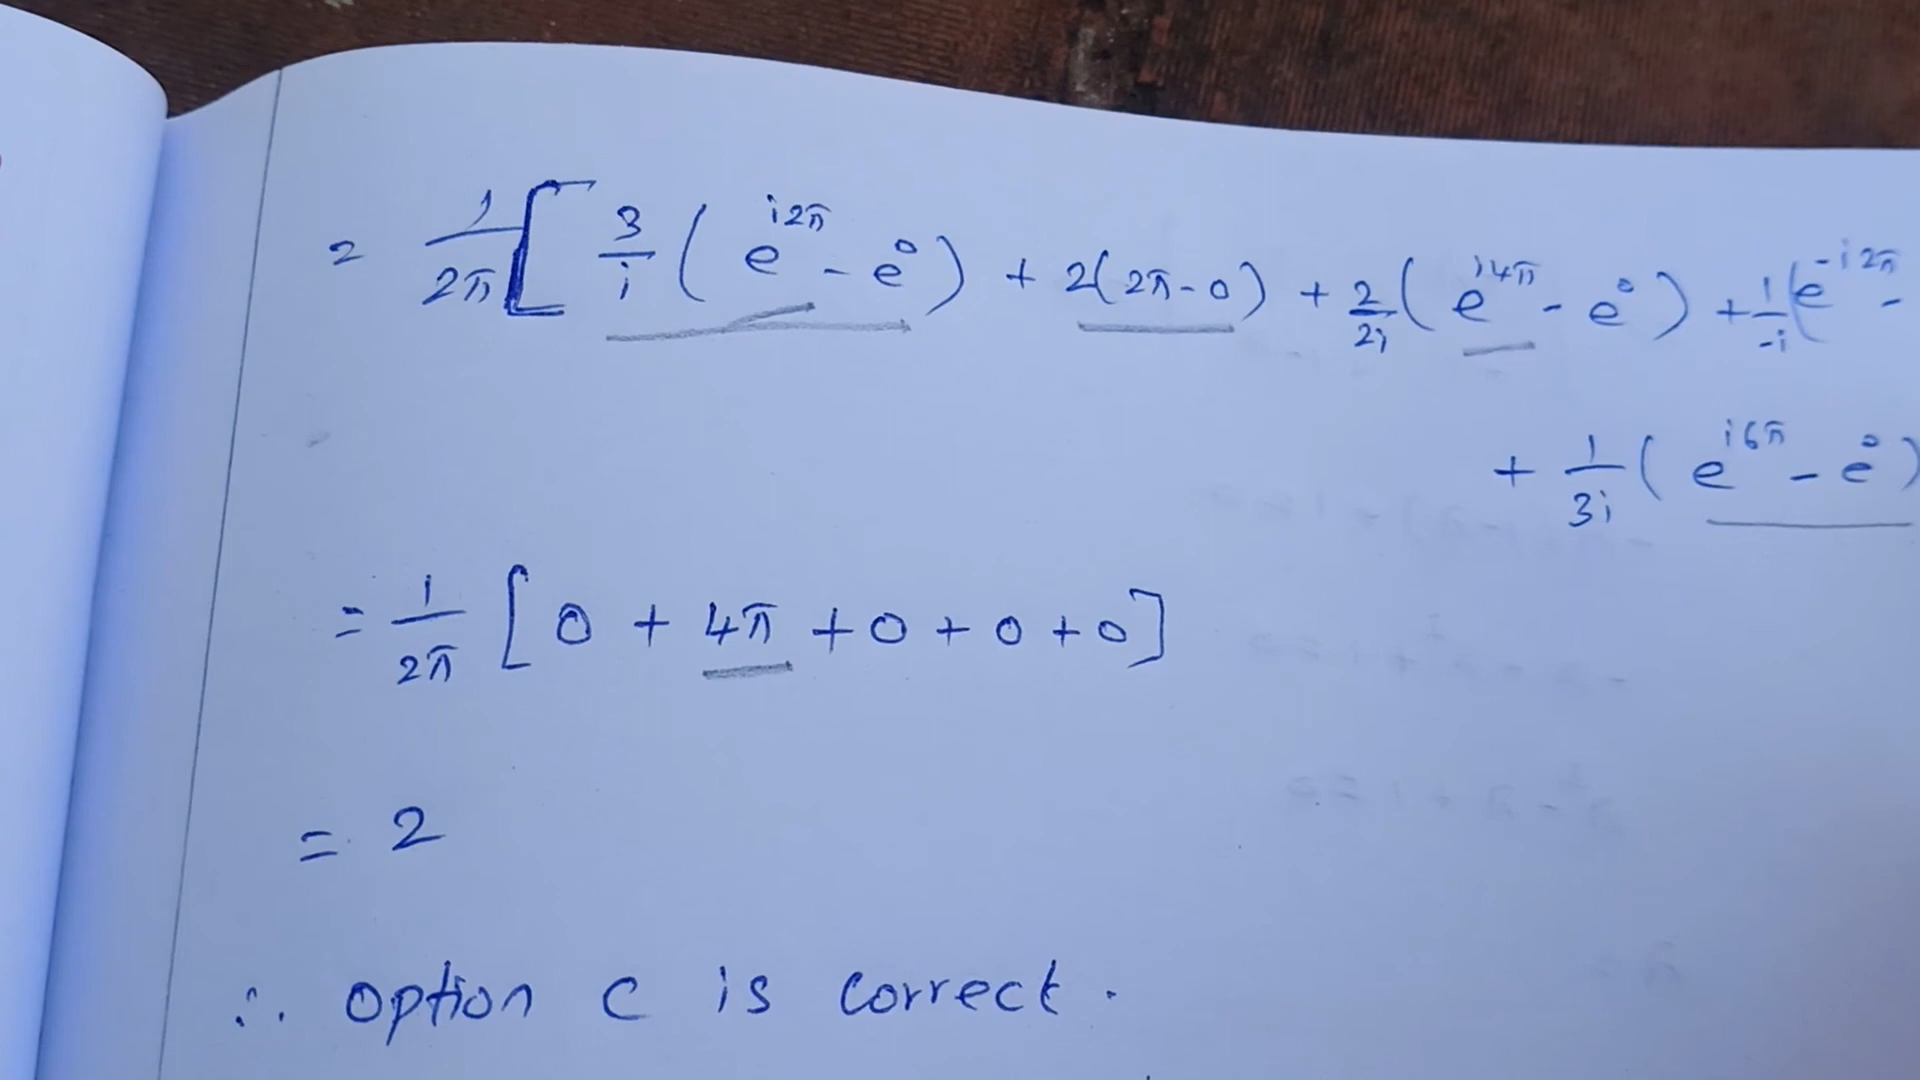 = 1/2π [ 3/i ( e^{i2π} - e^0 ) + 2(2π-0) + 2/2i ( e^{i4π} - e^0 ) + 1/-i ( e^{-i2π} -
+ 1/3i ( e^{i6π} - e^0 )
= 1/2π [ 0 + 4π + 0 + 0 + 0 ]
= 2
∴ option c is correct.